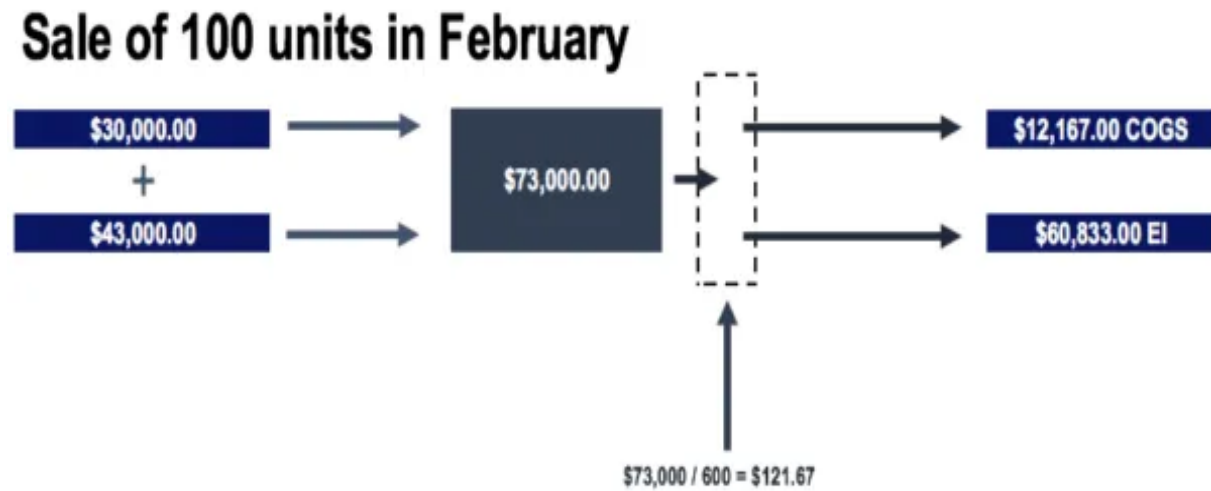 Sale of 100 units in February
$30,000.00
+
$43,000.00
$73,000.00
$12,167.00 COGS
$60,833.00 EI
$73,000 / 600 = $121.67